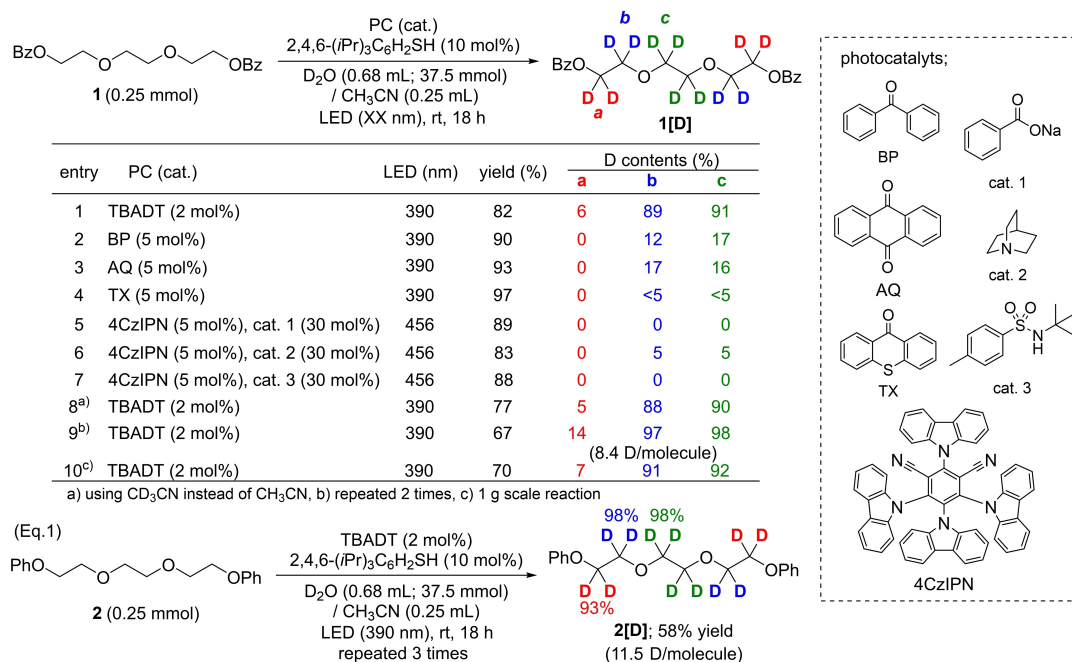 PC (cat.)
2,4,6-(iPr)₃C₆H₂SH (10 mol%)
D₂O (0.68 mL; 37.5 mmol)
/ CH₃CN (0.25 mL)
LED (XX nm), rt, 18 h
OBz
OBz
O
O
1 (0.25 mmol)
b c
D D D D D D
OBz
O
O
OBz
D D D D D D
a
1[D]
entry PC (cat.) LED (nm) yield (%) D contents (%)
a b c
1 TBADT (2 mol%) 390 82 6 89 91
2 BP (5 mol%) 390 90 0 12 17
3 AQ (5 mol%) 390 93 0 17 16
4 TX (5 mol%) 390 97 0 <5 <5
5 4CzIPN (5 mol%), cat. 1 (30 mol%) 456 89 0 0 0
6 4CzIPN (5 mol%), cat. 2 (30 mol%) 456 83 0 5 5
7 4CzIPN (5 mol%), cat. 3 (30 mol%) 456 88 0 0 0
8a) TBADT (2 mol%) 390 77 5 88 90
9b) TBADT (2 mol%) 390 67 14 97 98
(8.4 D/molecule)
10c) TBADT (2 mol%) 390 70 7 91 92
a) using CD₃CN instead of CH₃CN, b) repeated 2 times, c) 1 g scale reaction
(Eq.1)
PhO
O
O
OPh
2 (0.25 mmol)
TBADT (2 mol%)
2,4,6-(iPr)₃C₆H₂SH (10 mol%)
D₂O (0.68 mL; 37.5 mmol)
/ CH₃CN (0.25 mL)
LED (390 nm), rt, 18 h
repeated 3 times
98% 98%
D D D D D D
PhO
O
O
OPh
D D D D D D
93%
2[D]; 58% yield
(11.5 D/molecule)
photocatalysts;
O
BP
O
ONa
cat. 1
O
O
AQ
N
cat. 2
O
S
TX
O O
S
N
H
cat. 3
N
N N
N N
N
4CzIPN